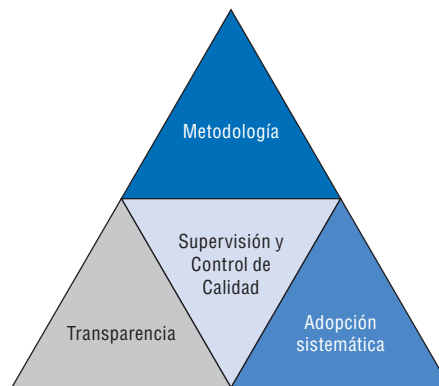 Metodología
Supervisión y
Control de
Calidad
Transparencia
Adopción
sistemática